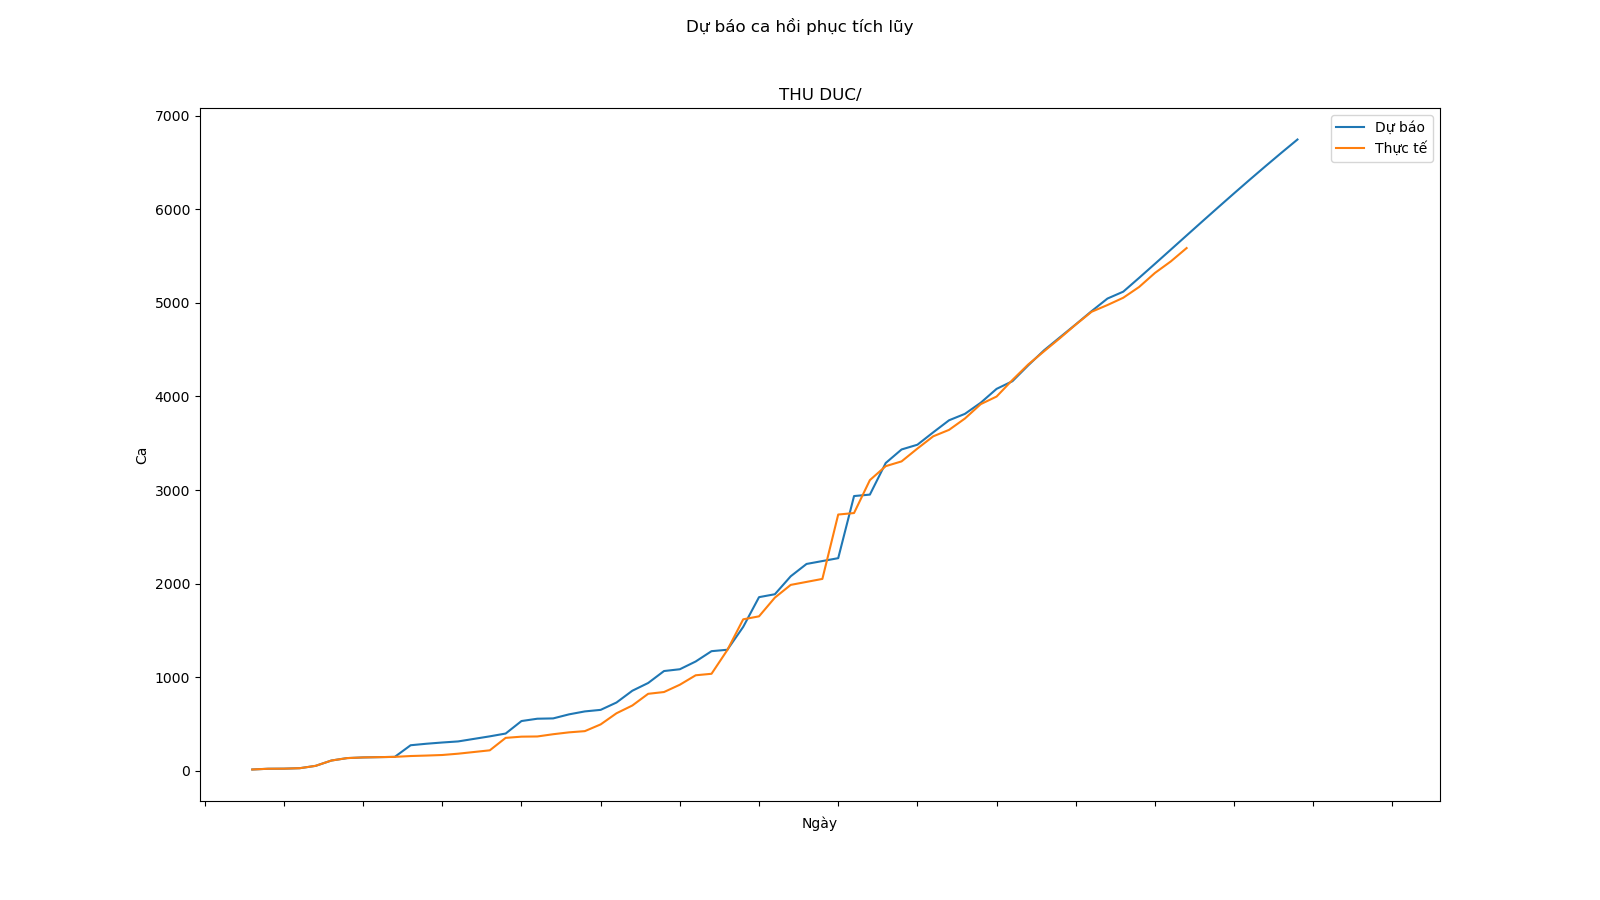 Dự báo ca hồi phục tích lũy
THU DUC/
7000
6000
5000
4000
3000
2000
1000
0
Ca
Ngày
Dự báo
Thực tế